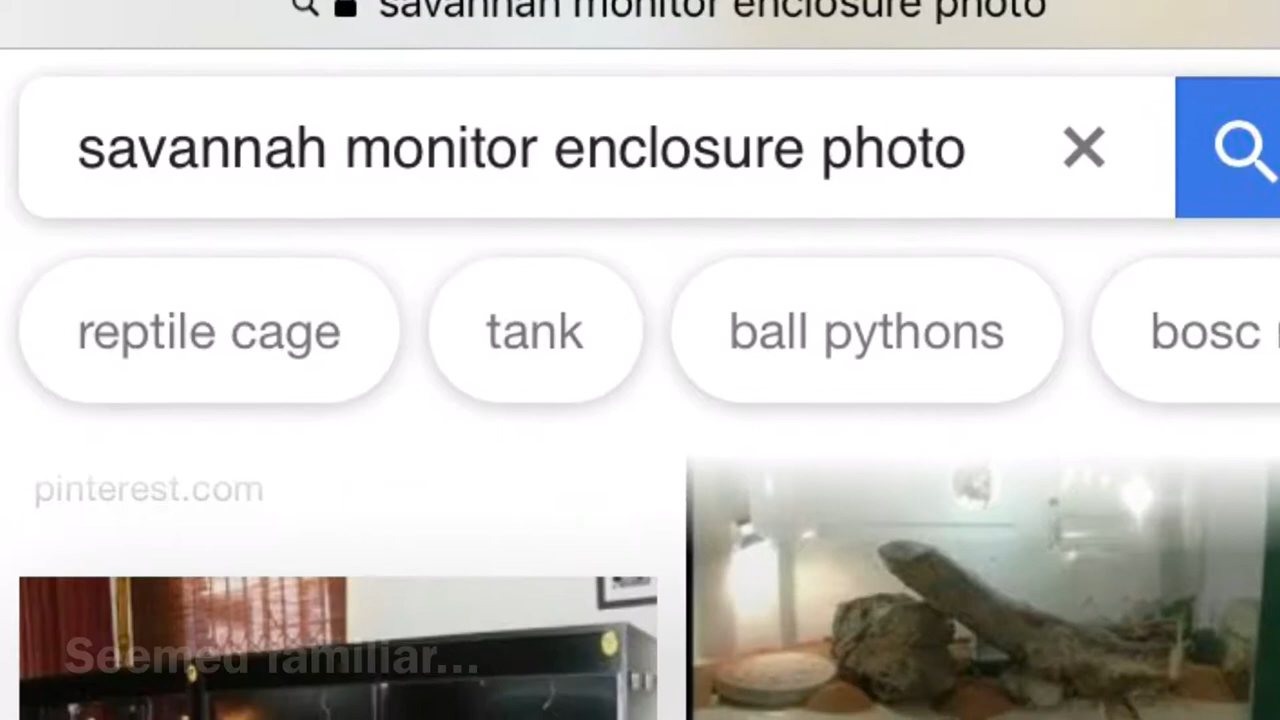 savannah monitor enclosure photo
savannah monitor enclosure photo
reptile cage
tank
ball pythons
bosc
pinterest.com
Seemed familiar...